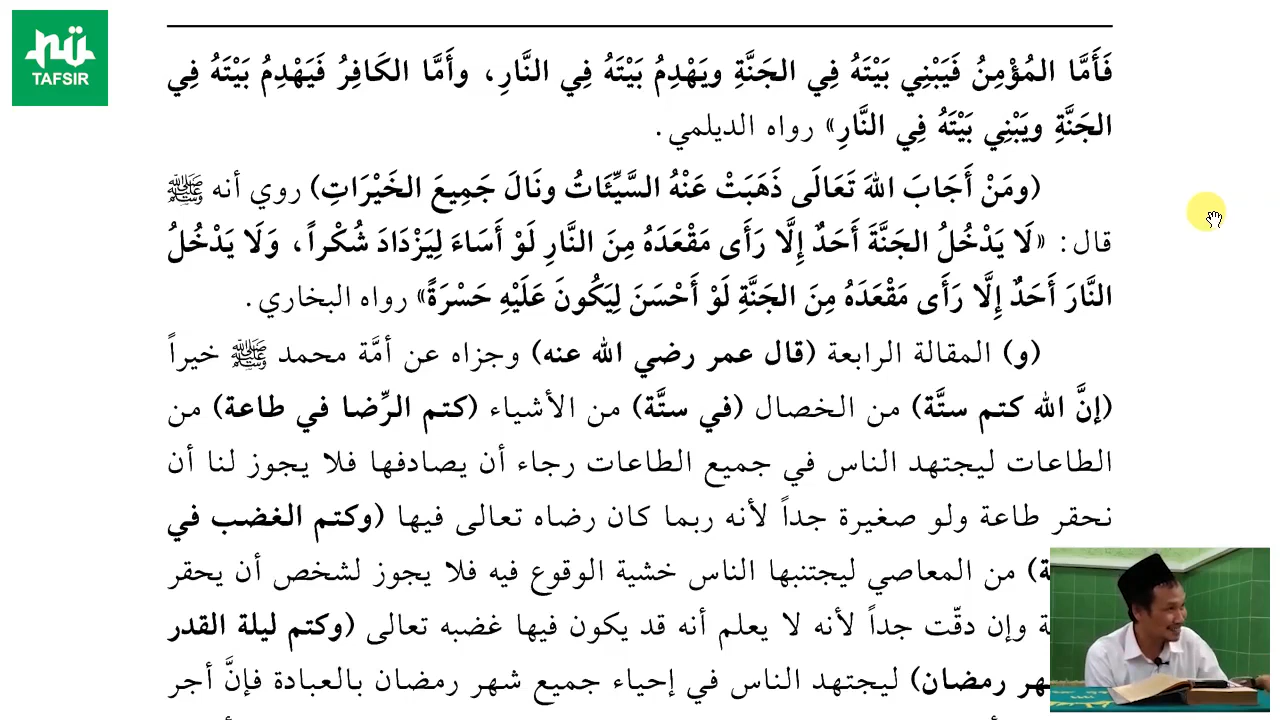 nü
TAFSIR
فَأَمَّا المُؤْمِنُ فَيَبْنِي بَيْتَهُ فِي الجَنَّةِ ويَهْدِمُ بَيْتَهُ فِي النَّارِ، وأَمَّا الكَافِرُ فَيَهْدِمُ بَيْتَهُ فِي
الجَنَّةِ ويَبْنِي بَيْتَهُ فِي النَّارِ» رواه الديلمي.
(ومَنْ أَجَابَ اللهَ تَعَالَى ذَهَبَتْ عَنْهُ السَّيِّئَاتُ ونَالَ جَمِيعَ الخَيْرَاتِ) روي أنه ﷺ
قال: «لَا يَدْخُلُ الجَنَّةَ أَحَدٌ إِلَّا رَأَى مَقْعَدَهُ مِنَ النَّارِ لَوْ أَسَاءَ لِيَزْدَادَ شُكْراً، وَلَا يَدْخُلُ
النَّارَ أَحَدٌ إِلَّا رَأَى مَقْعَدَهُ مِنَ الجَنَّةِ لَوْ أَحْسَنَ لِيَكُونَ عَلَيْهِ حَسْرَةً» رواه البخاري.
(و) المقالة الرابعة (قال عمر رضي الله عنه) وجزاه عن أمَّة محمد ﷺ خيراً
(إنَّ الله كتم ستَّة) من الخصال (في ستَّة) من الأشياء (كتم الرِّضا في طاعة) من
الطاعات ليجتهد الناس في جميع الطاعات رجاء أن يصادفها فلا يجوز لنا أن
نحقر طاعة ولو صغيرة جداً لأنه ربما كان رضاه تعالى فيها (وكتم الغضب في
من المعاصي ليجتنبها الناس خشية الوقوع فيه فلا يجوز لشخص أن يحقر
وإن دقّت جداً لأنه لا يعلم أنه قد يكون فيها غضبه تعالى (وكتم ليلة القدر
رمضان) ليجتهد الناس في إحياء جميع شهر رمضان بالعبادة فإنَّ أجر